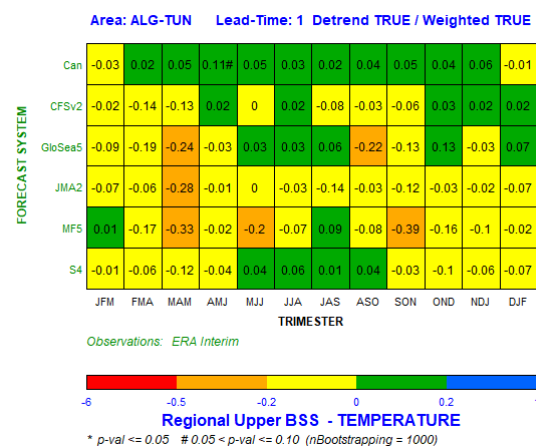 Area: ALG-TUN Lead-Time: 1 Detrend TRUE / Weighted TRUE
FORECAST SYSTEM
Can -0.03 0.02 0.05 0.11# 0.05 0.03 0.02 0.04 0.05 0.04 0.06 -0.01
CFSv2 -0.02 -0.14 -0.13 0.02 0 0.02 -0.08 -0.03 -0.06 0.03 0.02 0.02
GloSea5 -0.09 -0.19 -0.24 -0.03 0.03 0.03 0.06 -0.22 -0.13 0.13 -0.03 0.07
JMA2 -0.07 -0.06 -0.28 -0.01 0 -0.03 -0.14 -0.03 -0.12 -0.03 -0.02 -0.07
MF5 0.01 -0.17 -0.33 -0.02 -0.2 -0.07 0.09 -0.08 -0.39 -0.16 -0.1 -0.02
S4 -0.01 -0.06 -0.12 -0.04 0.04 0.06 0.01 0.04 -0.03 -0.1 -0.06 -0.07
JFM FMA MAM AMJ MJJ JJA JAS ASO SON OND NDJ DJF
TRIMESTER
Observations: ERA Interim
-6 -0.5 -0.2 0 0.2
Regional Upper BSS - TEMPERATURE
* p-val <= 0.05 # 0.05 < p-val <= 0.10 (nBootstrapping = 1000)